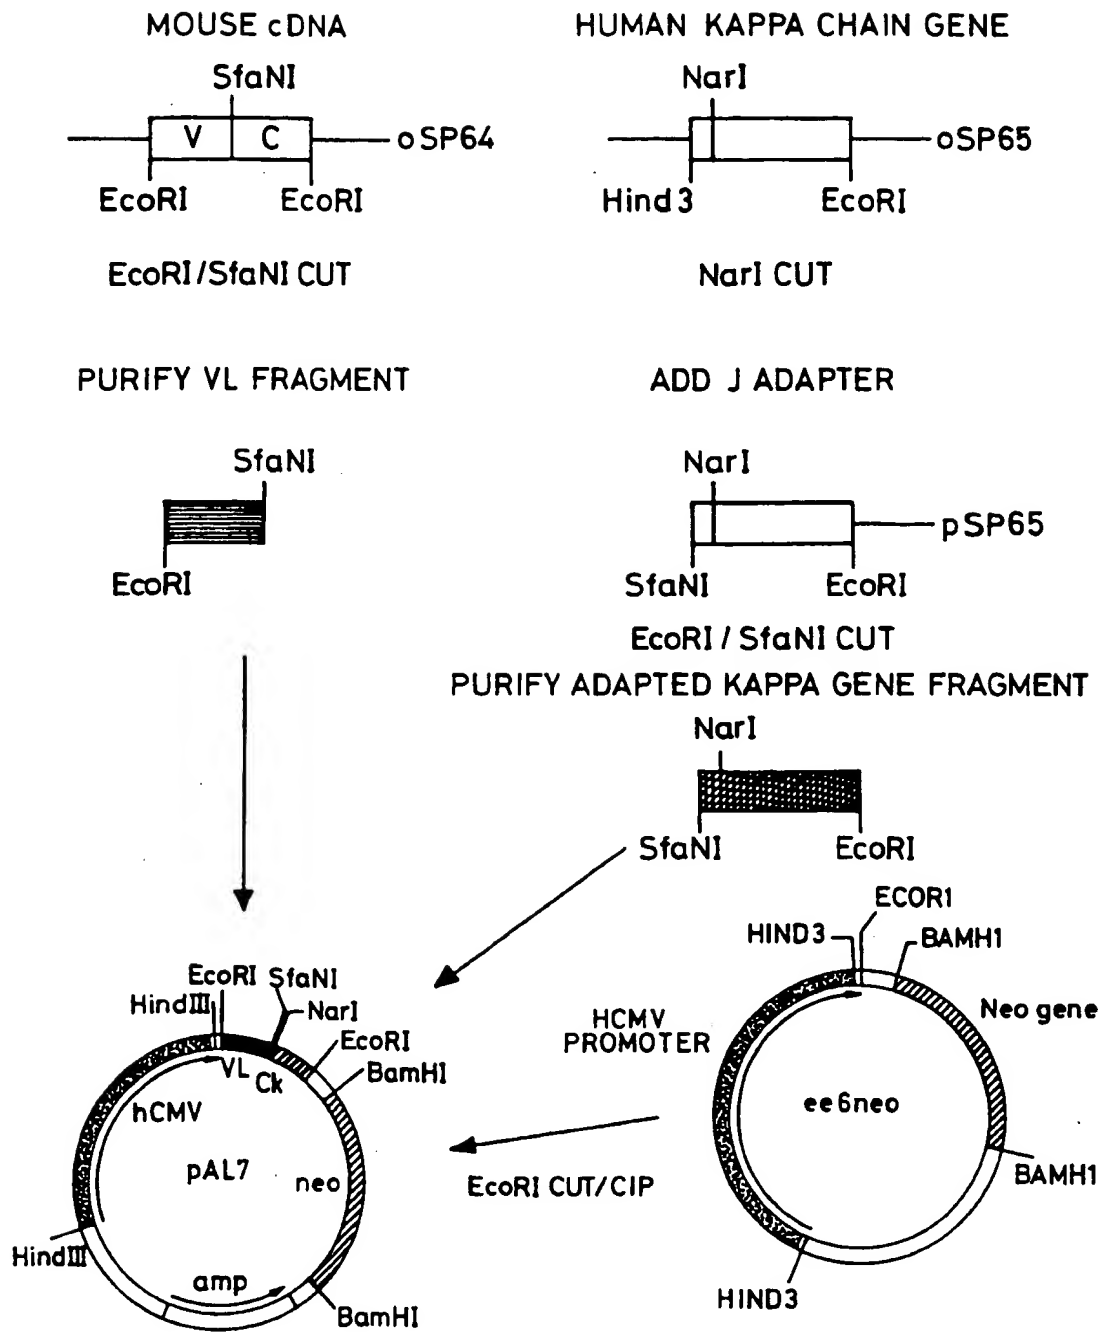 MOUSE cDNA
SfaNI
V
C
oSP64
EcoRI
EcoRI
EcoRI/SfaNI CUT
PURIFY VL FRAGMENT
SfaNI
EcoRI
HUMAN KAPPA CHAIN GENE
NarI
oSP65
Hind3
EcoRI
NarI CUT
ADD J ADAPTER
NarI
pSP65
SfaNI
EcoRI
EcoRI / SfaNI CUT
PURIFY ADAPTED KAPPA GENE FRAGMENT
NarI
SfaNI
EcoRI
EcoRI
SfaNI
HindIII
NarI
EcoRI
BamHI
VL
Ck
hCMV
pAL7
neo
HindIII
amp
BamHI
ECOR1
HIND3
BAMH1
Neo gene
HCMV
PROMOTER
ee6neo
BAMH1
HIND3
EcoRI CUT/CIP